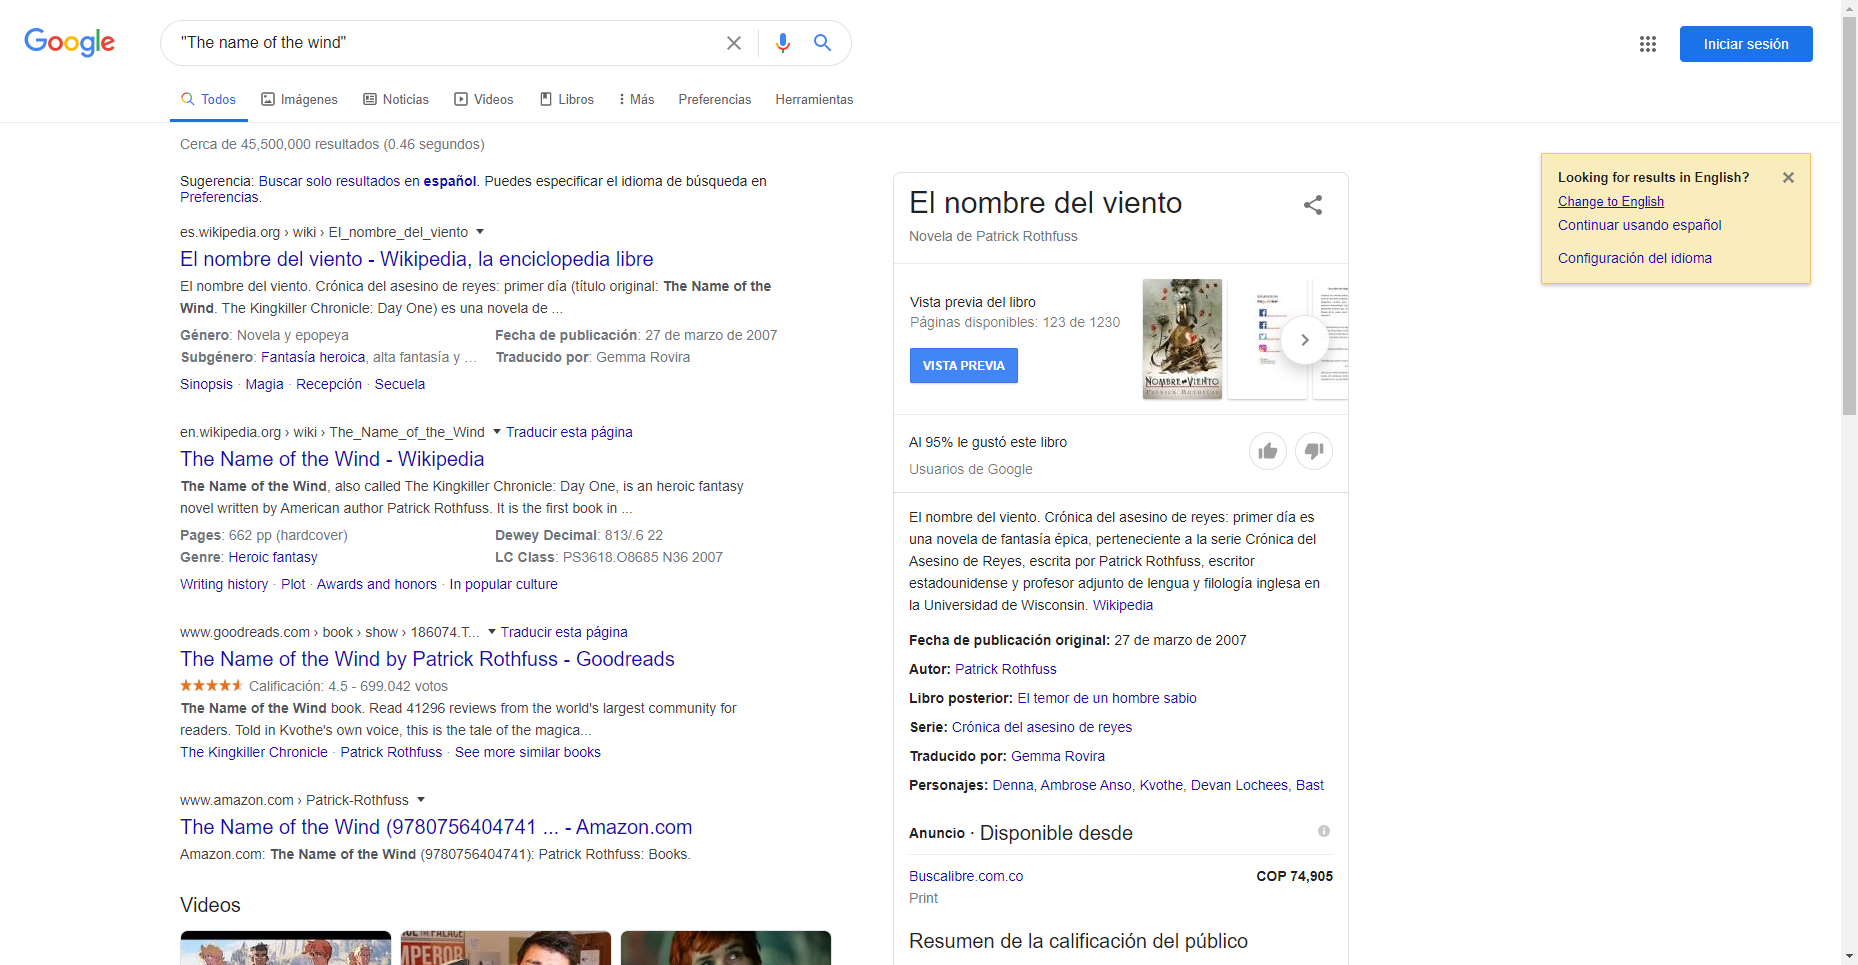 Google
"The name of the wind"
Iniciar sesión
Todos
Imágenes
Noticias
Videos
Libros
Más
Preferencias
Herramientas
Cerca de 45,500,000 resultados (0.46 segundos)
Sugerencia: Buscar solo resultados en español. Puedes especificar el idioma de búsqueda en
Preferencias.
es.wikipedia.org › wiki › El_nombre_del_viento
El nombre del viento - Wikipedia, la enciclopedia libre
El nombre del viento. Crónica del asesino de reyes: primer día (título original: The Name of the
Wind. The Kingkiller Chronicle: Day One) es una novela de ...
Género: Novela y epopeya
Fecha de publicación: 27 de marzo de 2007
Subgénero: Fantasía heroica, alta fantasía y ...
Traducido por: Gemma Rovira
Sinopsis · Magia · Recepción · Secuela
en.wikipedia.org › wiki › The_Name_of_the_Wind
Traducir esta página
The Name of the Wind - Wikipedia
The Name of the Wind, also called The Kingkiller Chronicle: Day One, is an heroic fantasy
novel written by American author Patrick Rothfuss. It is the first book in ...
Pages: 662 pp (hardcover)
Dewey Decimal: 813/.6 22
Genre: Heroic fantasy
LC Class: PS3618.O8685 N36 2007
Writing history · Plot · Awards and honors · In popular culture
www.goodreads.com › book › show › 186074.T...
Traducir esta página
The Name of the Wind by Patrick Rothfuss - Goodreads
Calificación: 4.5 - 699.042 votos
The Name of the Wind book. Read 41296 reviews from the world's largest community for
readers. Told in Kvothe's own voice, this is the tale of the magica...
The Kingkiller Chronicle · Patrick Rothfuss · See more similar books
www.amazon.com › Patrick-Rothfuss
The Name of the Wind (9780756404741 ... - Amazon.com
Amazon.com: The Name of the Wind (9780756404741): Patrick Rothfuss: Books.
Videos
El nombre del viento
Novela de Patrick Rothfuss
Vista previa del libro
Páginas disponibles: 123 de 1230
VISTA PREVIA
NOMBRE DEL VIENTO
PATRICK ROTHFUSS
Al 95% le gustó este libro
Usuarios de Google
El nombre del viento. Crónica del asesino de reyes: primer día es
una novela de fantasía épica, perteneciente a la serie Crónica del
Asesino de Reyes, escrita por Patrick Rothfuss, escritor
estadounidense y profesor adjunto de lengua y filología inglesa en
la Universidad de Wisconsin. Wikipedia
Fecha de publicación original: 27 de marzo de 2007
Autor: Patrick Rothfuss
Libro posterior: El temor de un hombre sabio
Serie: Crónica del asesino de reyes
Traducido por: Gemma Rovira
Personajes: Denna, Ambrose Anso, Kvothe, Devan Lochees, Bast
Anuncio · Disponible desde
Buscalibre.com.co
COP 74,905
Print
Resumen de la calificación del público
Looking for results in English?
Change to English
Continuar usando español
Configuración del idioma